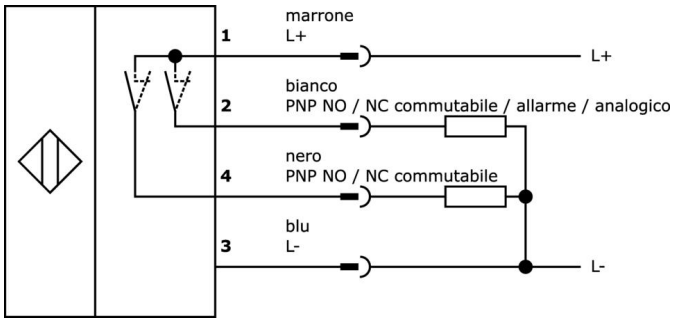 marrone
1 L+ L+
bianco
2 PNP NO / NC commutabile / allarme / analogico
nero
4 PNP NO / NC commutabile
blu
3 L- L-